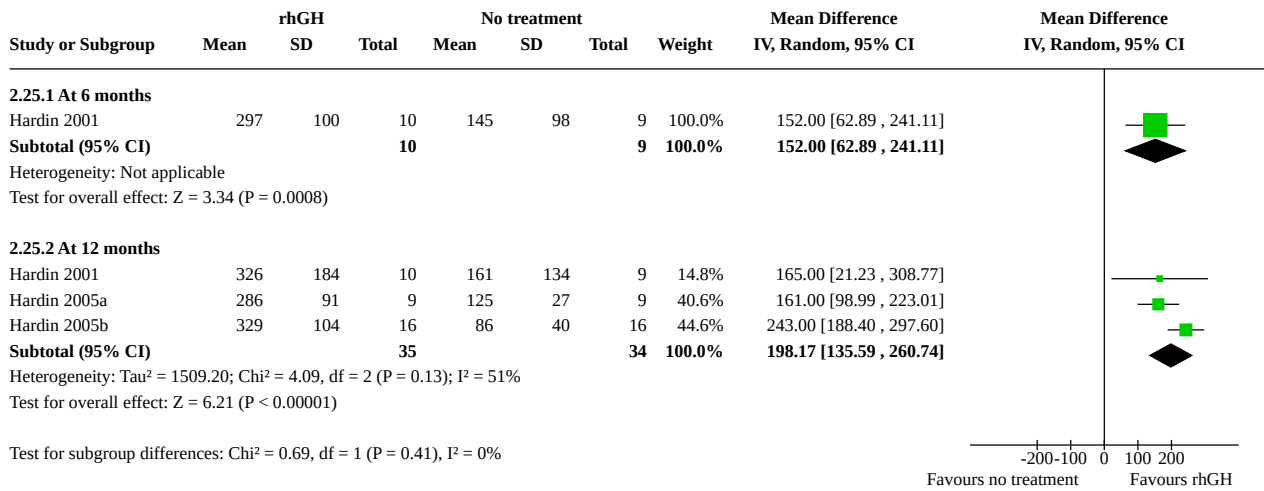 rhGH No treatment Mean Difference Mean Difference
Study or Subgroup Mean SD Total Mean SD Total Weight IV, Random, 95% CI IV, Random, 95% CI
2.25.1 At 6 months
Hardin 2001 297 100 10 145 98 9 100.0% 152.00 [62.89 , 241.11]
Subtotal (95% CI) 10 9 100.0% 152.00 [62.89 , 241.11]
Heterogeneity: Not applicable
Test for overall effect: Z = 3.34 (P = 0.0008)
2.25.2 At 12 months
Hardin 2001 326 184 10 161 134 9 14.8% 165.00 [21.23 , 308.77]
Hardin 2005a 286 91 9 125 27 9 40.6% 161.00 [98.99 , 223.01]
Hardin 2005b 329 104 16 86 40 16 44.6% 243.00 [188.40 , 297.60]
Subtotal (95% CI) 35 34 100.0% 198.17 [135.59 , 260.74]
Heterogeneity: Tau² = 1509.20; Chi² = 4.09, df = 2 (P = 0.13); I² = 51%
Test for overall effect: Z = 6.21 (P < 0.00001)
Test for subgroup differences: Chi² = 0.69, df = 1 (P = 0.41), I² = 0%
-200 -100 0 100 200
Favours no treatment Favours rhGH